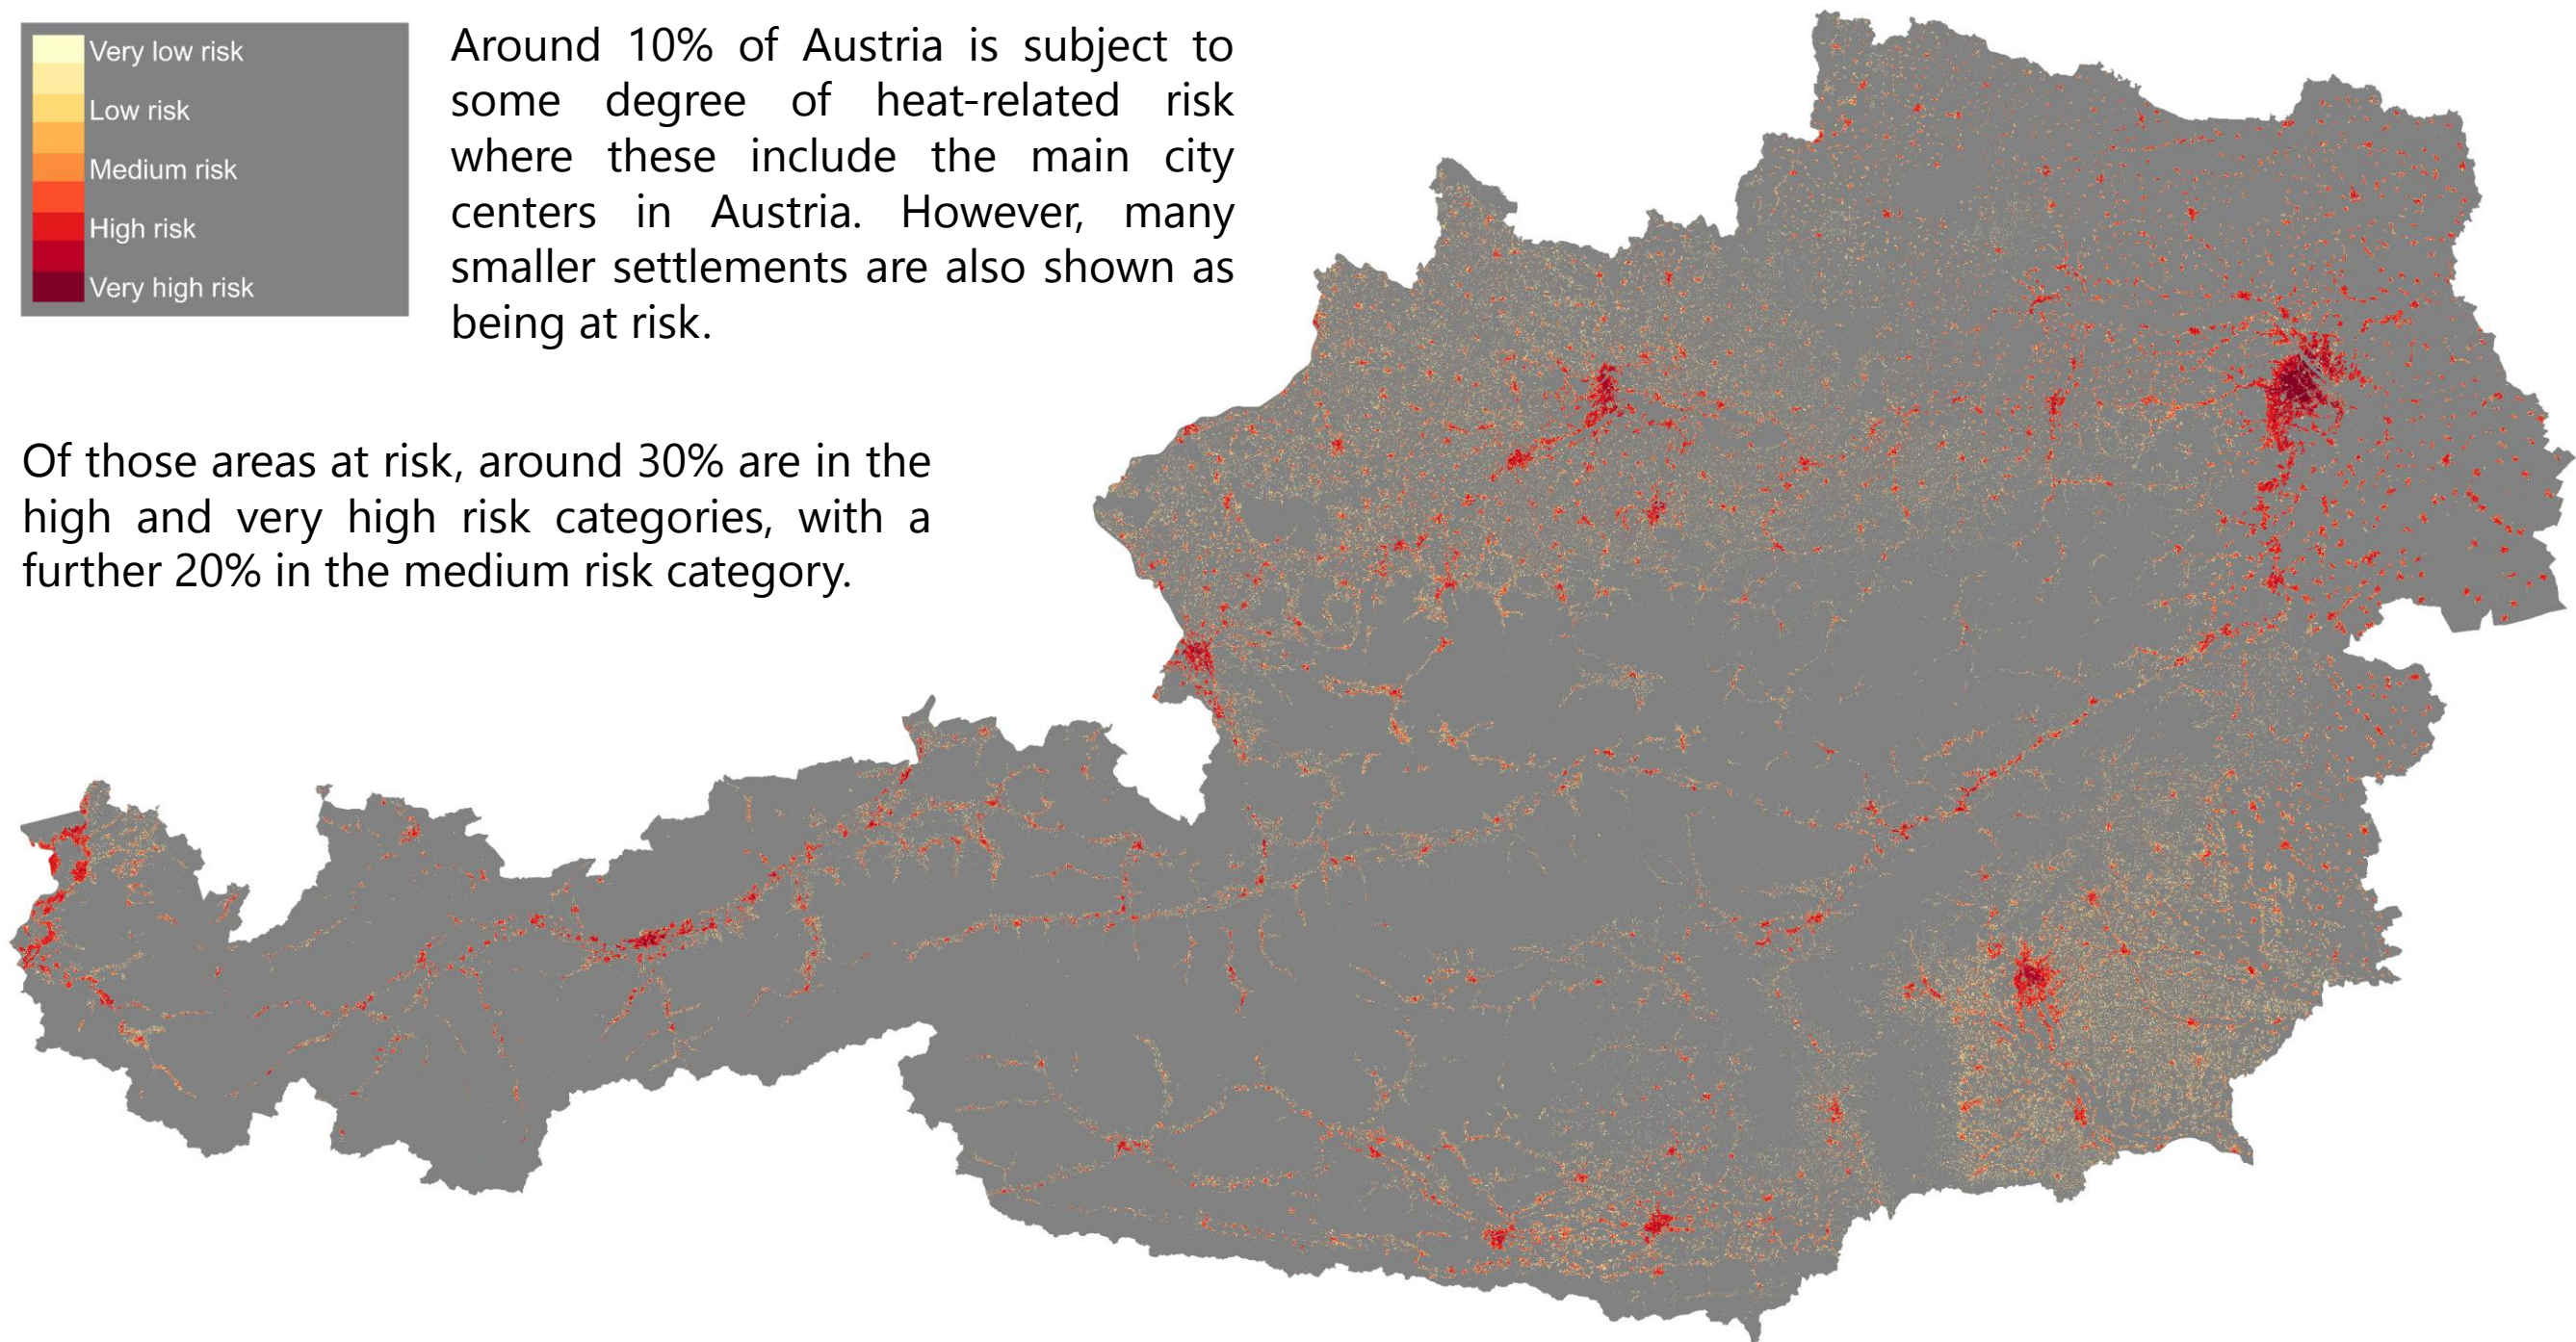 Very low risk
Low risk
Medium risk
High risk
Very high risk
Around 10% of Austria is subject to
some degree of heat-related risk
where these include the main city
centers in Austria. However, many
smaller settlements are also shown as
being at risk.
Of those areas at risk, around 30% are in the
high and very high risk categories, with a
further 20% in the medium risk category.